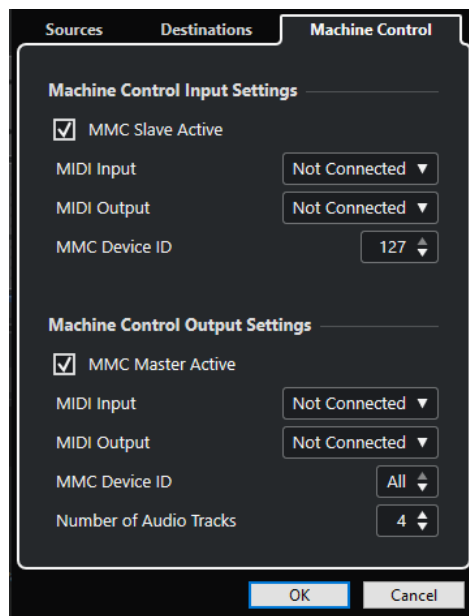 Sources Destinations Machine Control
Machine Control Input Settings
MMC Slave Active
MIDI Input Not Connected
MIDI Output Not Connected
MMC Device ID 127
Machine Control Output Settings
MMC Master Active
MIDI Input Not Connected
MIDI Output Not Connected
MMC Device ID All
Number of Audio Tracks 4
OK Cancel